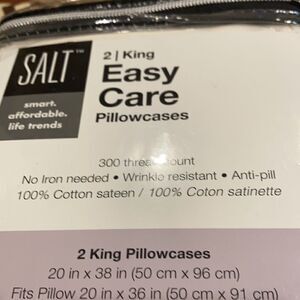 SALT™
smart.
affordable.
life trends
2 | King
Easy
Care
Pillowcases
300 thread count
No Iron needed • Wrinkle resistant • Anti-pill
100% Cotton sateen / 100% Coton satinette
2 King Pillowcases
20 in x 38 in (50 cm x 96 cm)
Fits Pillow 20 in x 36 in (50 cm x 91 cm)